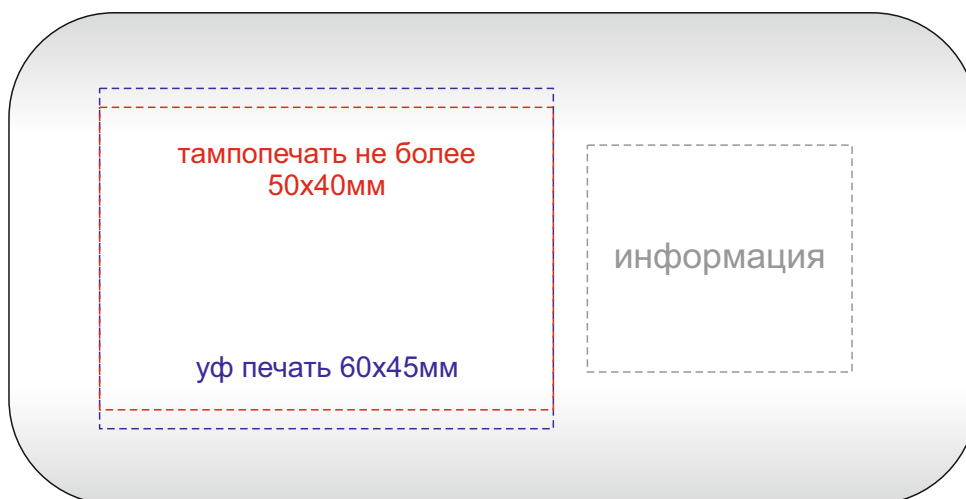 тампопечать не более
50х40мм
информация
уф печать 60х45мм